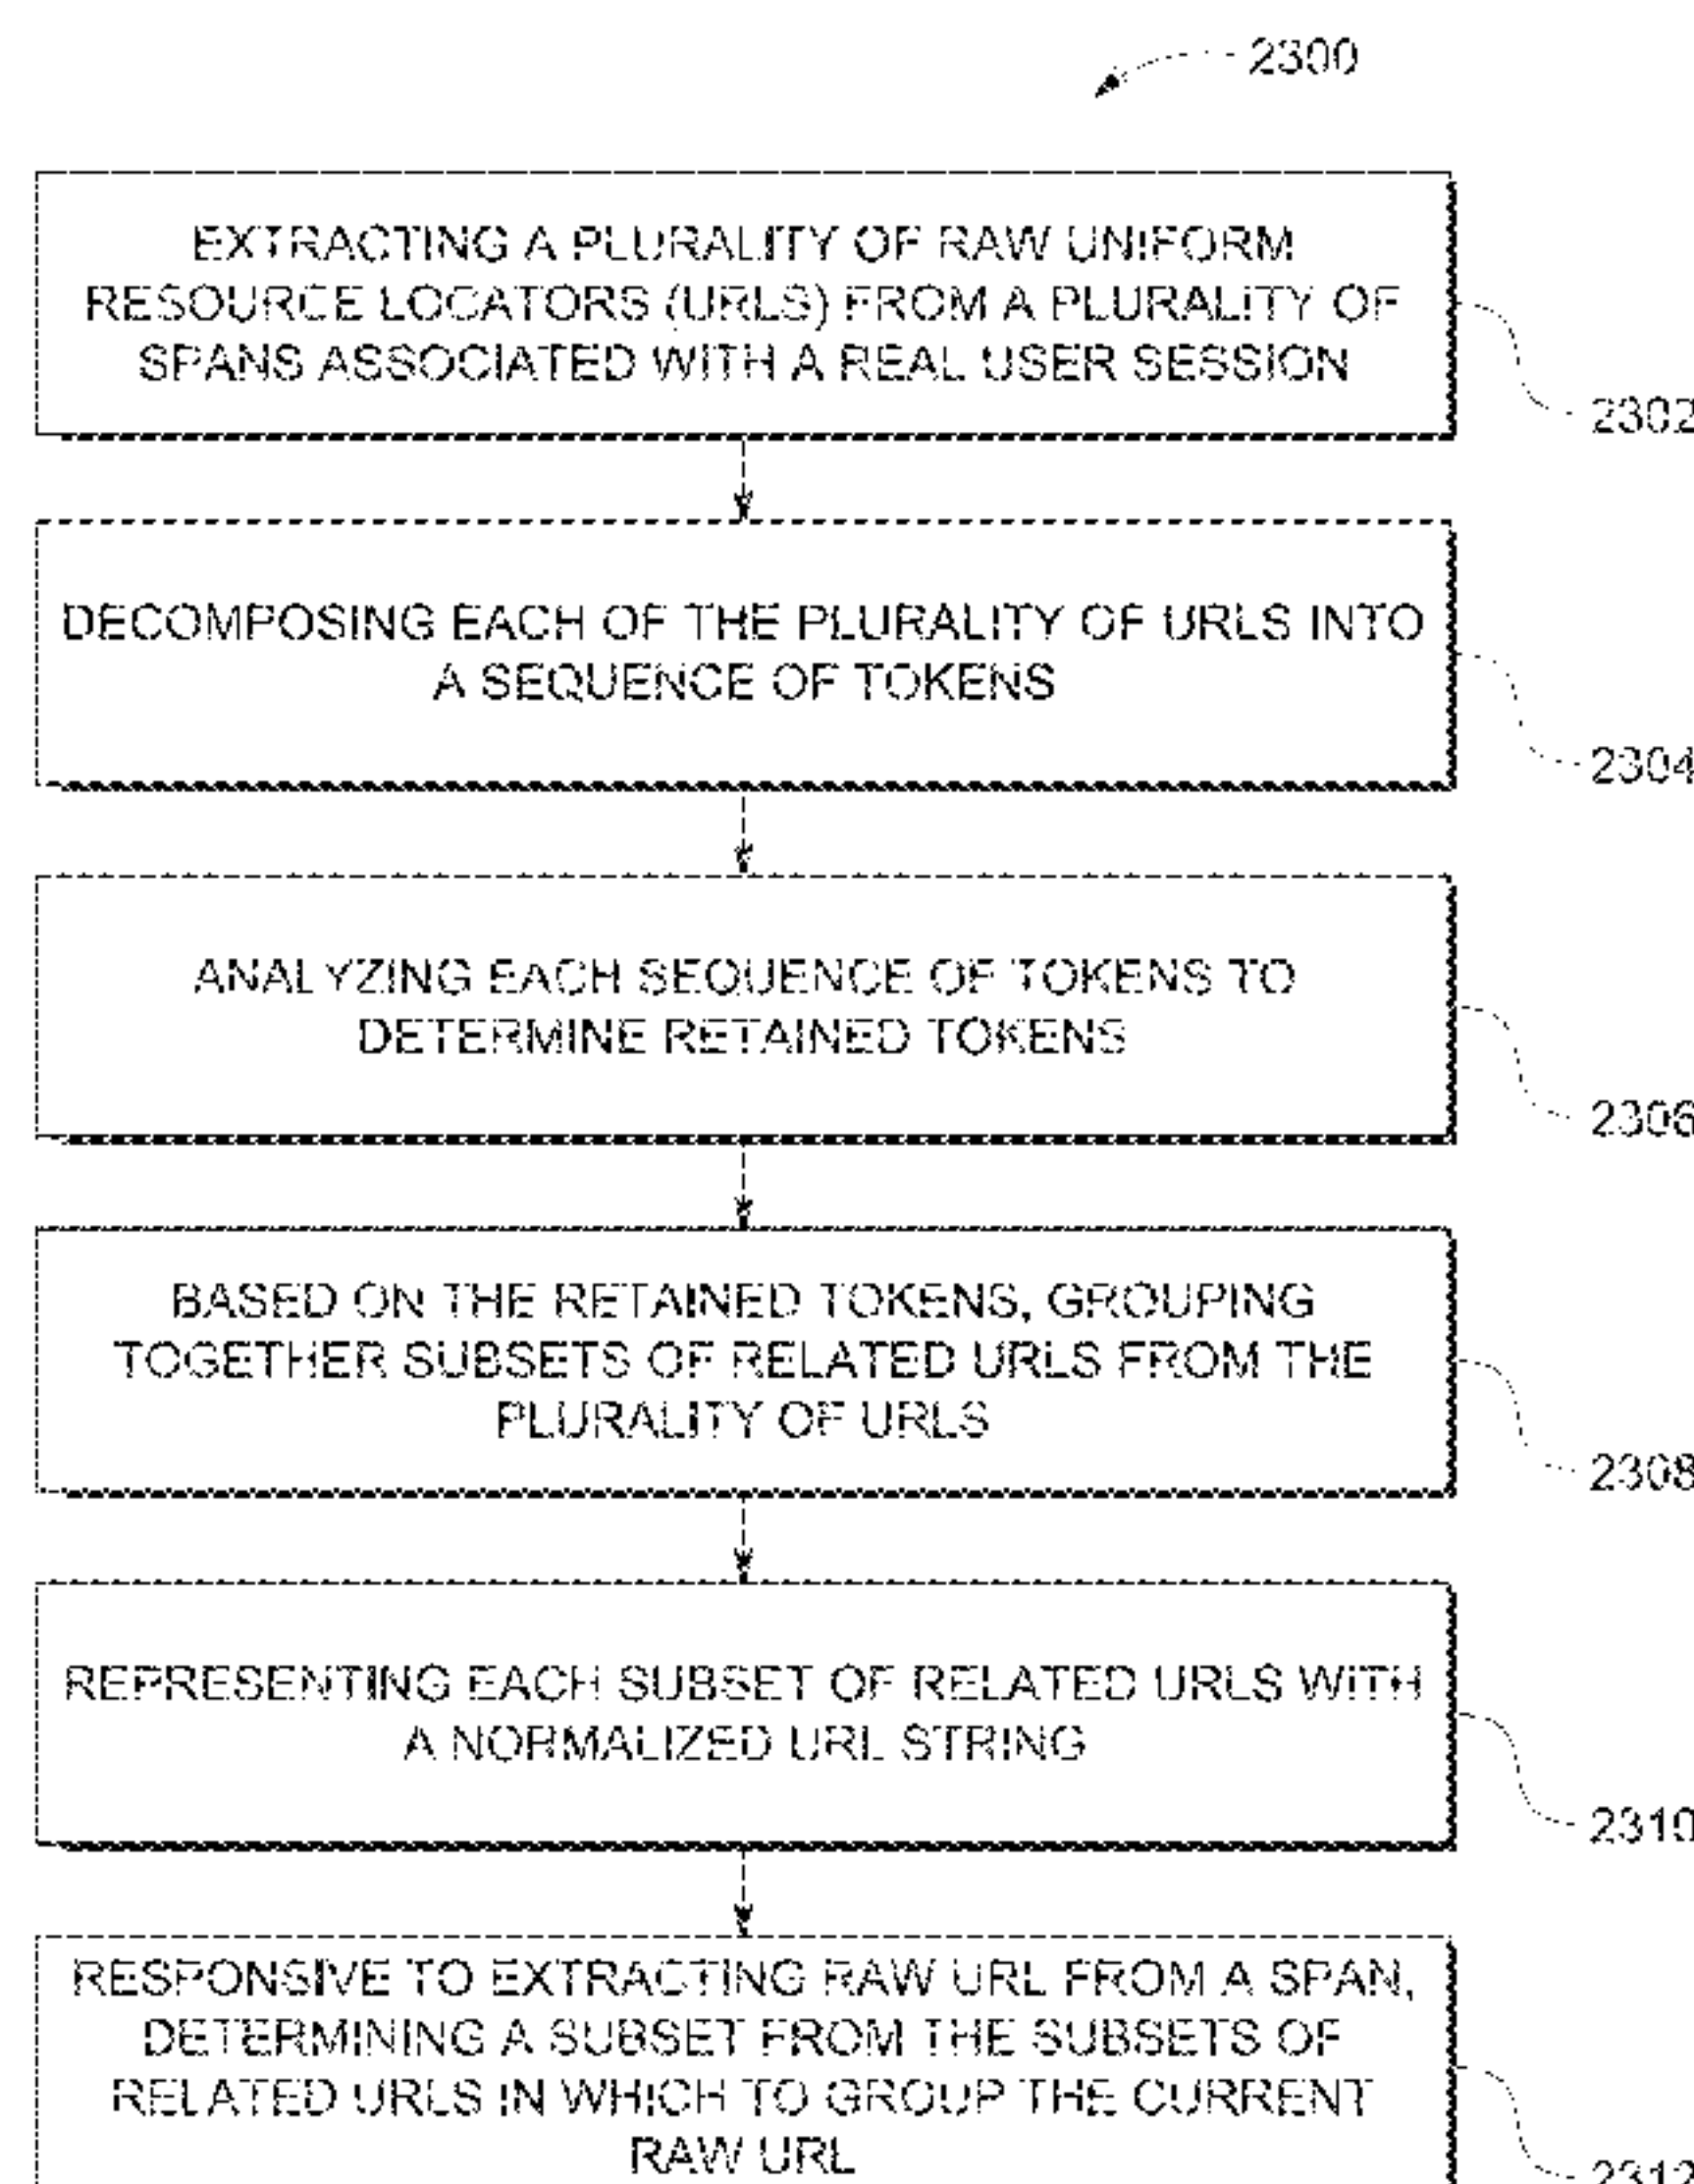 2300
EXTRACTING A PLURALITY OF RAW UNIFORM
RESOURCE LOCATORS (URLS) FROM A PLURALITY OF
SPANS ASSOCIATED WITH A REAL USER SESSION
2302
DECOMPOSING EACH OF THE PLURALITY OF URLS INTO
A SEQUENCE OF TOKENS
2304
ANALYZING EACH SEQUENCE OF TOKENS TO
DETERMINE RETAINED TOKENS
2306
BASED ON THE RETAINED TOKENS, GROUPING
TOGETHER SUBSETS OF RELATED URLS FROM THE
PLURALITY OF URLS
2308
REPRESENTING EACH SUBSET OF RELATED URLS WITH
A NORMALIZED URL STRING
2310
RESPONSIVE TO EXTRACTING RAW URL FROM A SPAN,
DETERMINING A SUBSET FROM THE SUBSETS OF
RELATED URLS IN WHICH TO GROUP THE CURRENT
RAW URL
2312